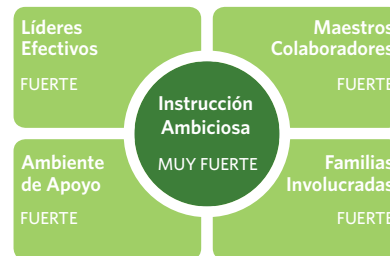 Líderes
Efectivos
FUERTE
Maestros
Colaboradores
FUERTE
Instrucción
Ambiciosa
MUY FUERTE
Ambiente
de Apoyo
FUERTE
Familias
Involucradas
FUERTE